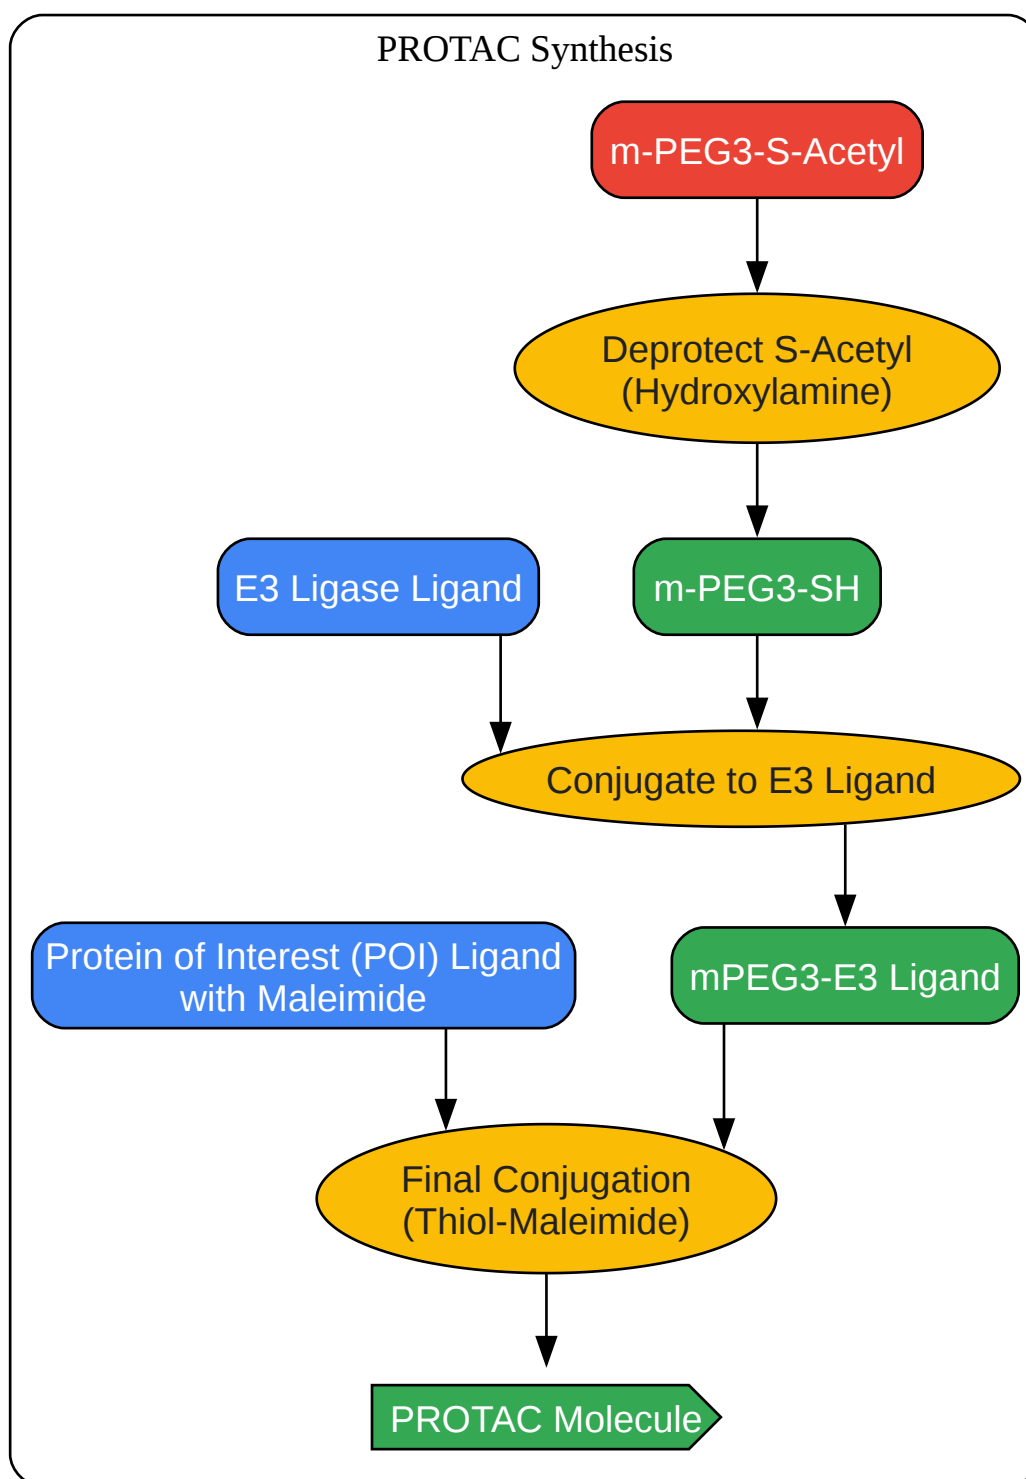 PROTAC Synthesis
m-PEG3-S-Acetyl
Deprotect S-Acetyl
(Hydroxylamine)
E3 Ligase Ligand
m-PEG3-SH
Conjugate to E3 Ligand
Protein of Interest (POI) Ligand
with Maleimide
mPEG3-E3 Ligand
Final Conjugation
(Thiol-Maleimide)
PROTAC Molecule